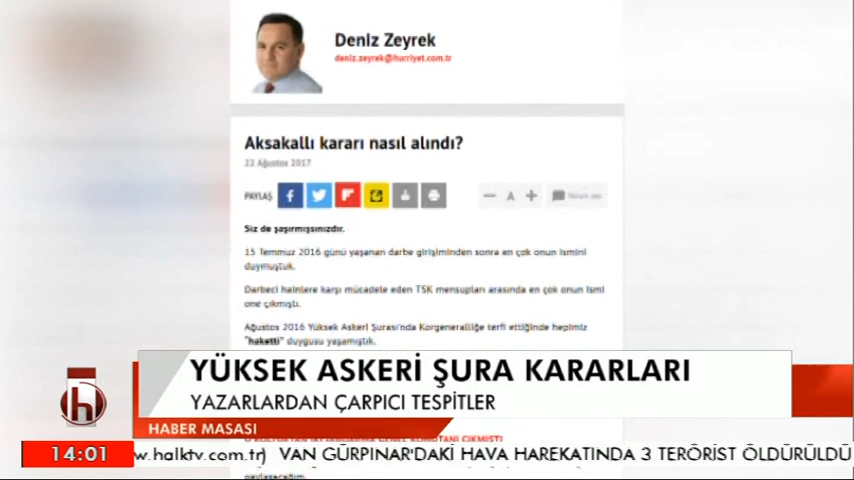 Deniz Zeyrek
deniz.zeyrek@hurriyet.com.tr
Aksakallı kararı nasıl alındı?
22 Ağustos 2017
PAYLAŞ
A
Yorum yaz
Siz de şaşırmışsınızdır.
15 Temmuz 2016 günü yaşanan darbe girişiminden sonra en çok onun ismini
duymuştuk.
Darbeci hainlere karşı mücadele eden TSK mensupları arasında en çok onun ismi
öne çıkmıştı.
Ağustos 2016 Yüksek Askeri Şurası'nda Korgeneralliğe terfi ettiğinde hepimiz
"haketti" duygusu yaşamıştık.
YÜKSEK ASKERİ ŞURA KARARLARI
YAZARLARDAN ÇARPICI TESPİTLER
h
HABER MASASI
14:01
w.halktv.com.tr) VAN GÜRPINAR'DAKİ HAVA HAREKATINDA 3 TERÖRİST ÖLDÜRÜLDÜ
paylaşacağım.